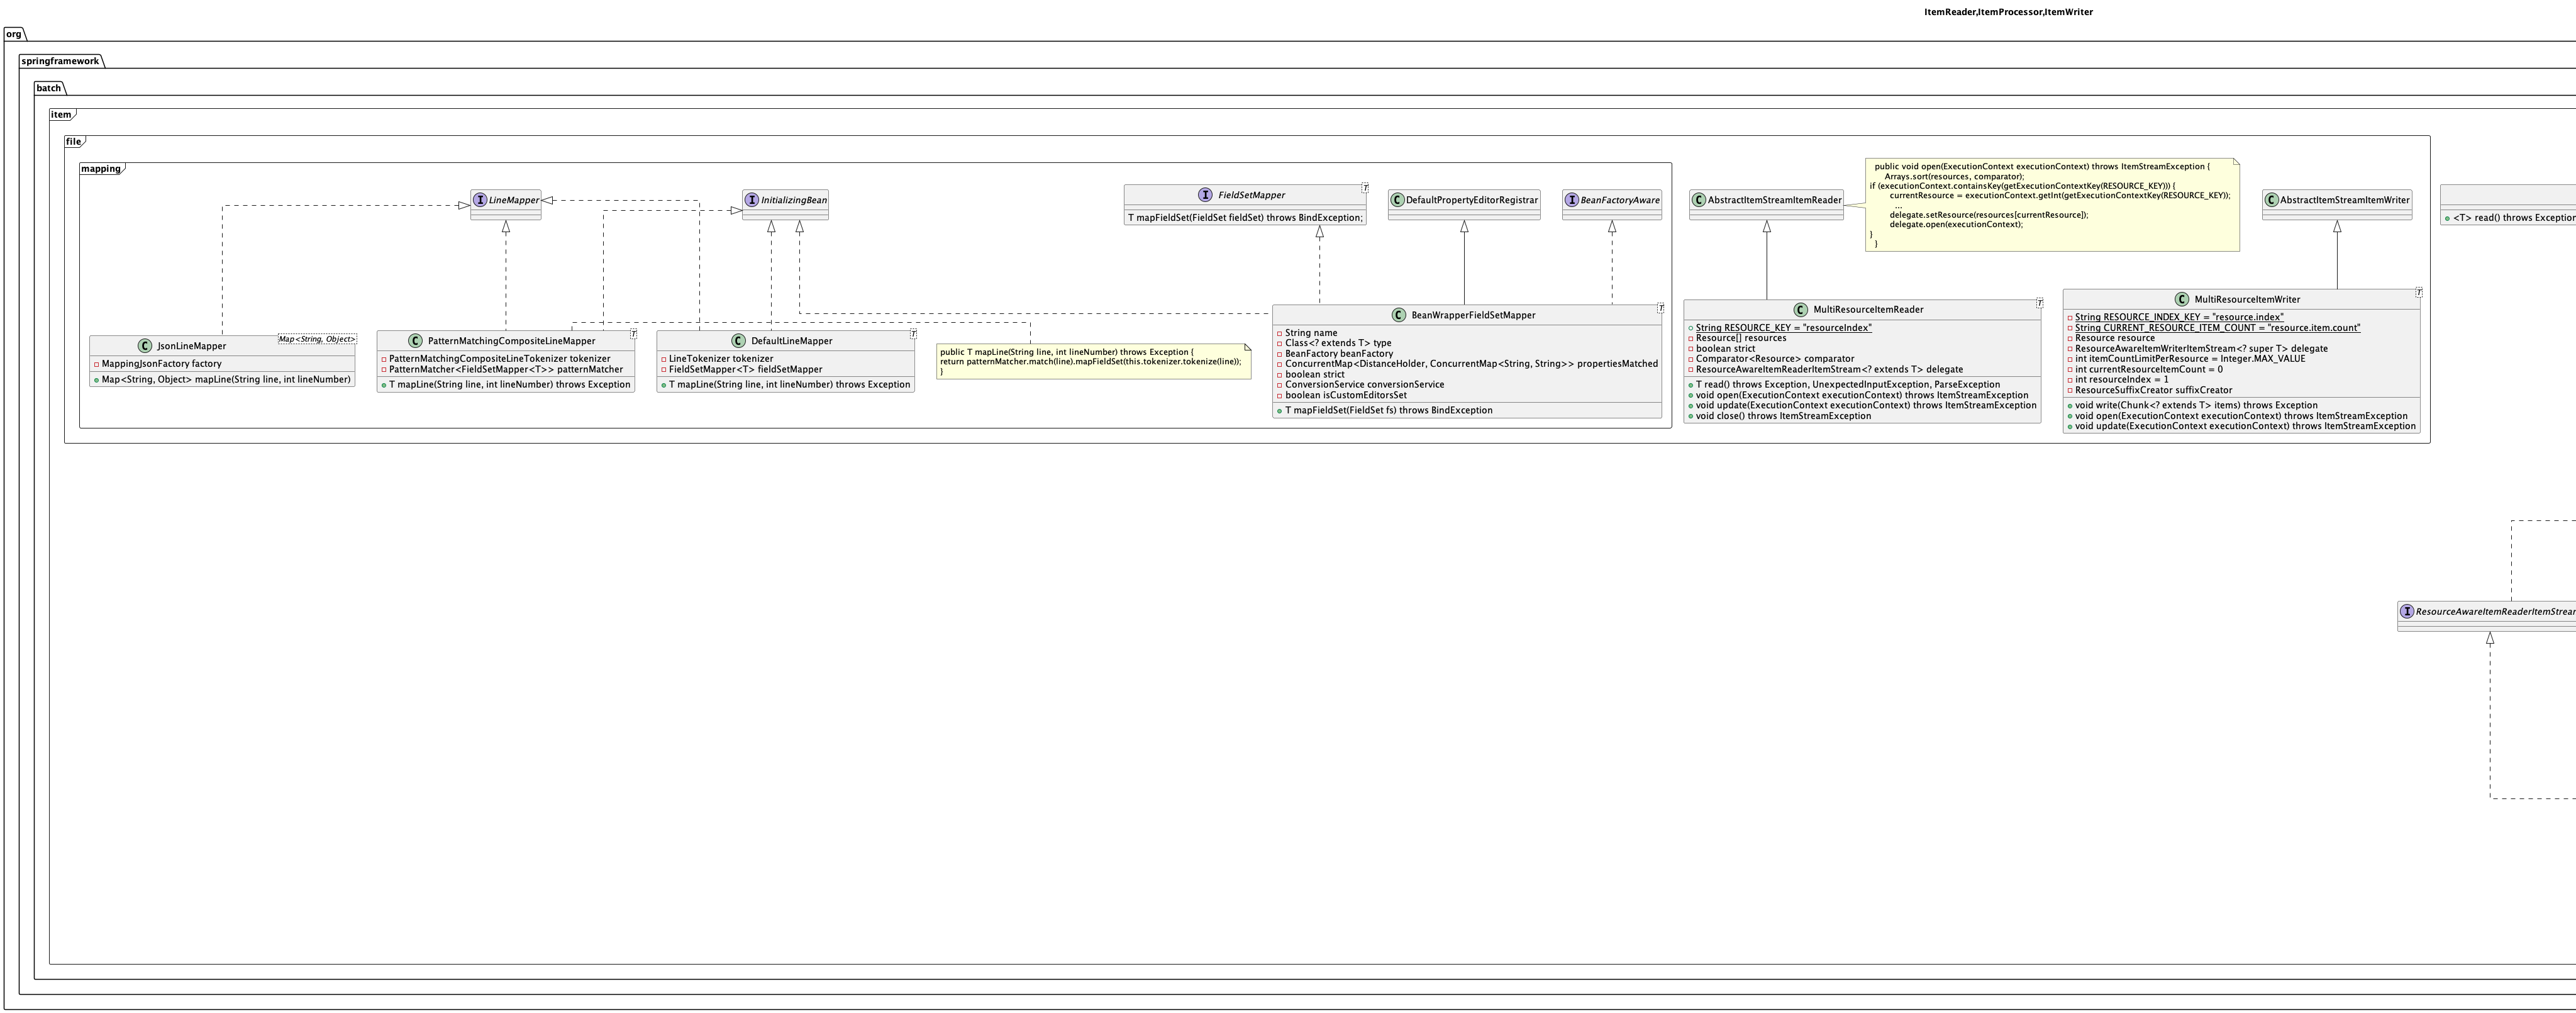 ItemReader,ItemProcessor,ItemWriter
org
springframework
batch
item
file
mapping
I LineMapper
I InitializingBean
I FieldSetMapper
T
T mapFieldSet(FieldSet fieldSet) throws BindException;
C DefaultPropertyEditorRegistrar
I BeanFactoryAware
C AbstractItemStreamItemReader
public void open(ExecutionContext executionContext) throws ItemStreamException {
Arrays.sort(resources, comparator);
if (executionContext.containsKey(getExecutionContextKey(RESOURCE_KEY))) {
currentResource = executionContext.getInt(getExecutionContextKey(RESOURCE_KEY));
...
delegate.setResource(resources[currentResource]);
delegate.open(executionContext);
}
}
C AbstractItemStreamItemWriter
<T> read() throws Exception
C JsonLineMapper
Map<String, Object>
MappingJsonFactory factory
Map<String, Object> mapLine(String line, int lineNumber)
C PatternMatchingCompositeLineMapper
T
PatternMatchingCompositeLineTokenizer tokenizer
PatternMatcher<FieldSetMapper<T>> patternMatcher
T mapLine(String line, int lineNumber) throws Exception
C DefaultLineMapper
T
LineTokenizer tokenizer
FieldSetMapper<T> fieldSetMapper
T mapLine(String line, int lineNumber) throws Exception
public T mapLine(String line, int lineNumber) throws Exception {
return patternMatcher.match(line).mapFieldSet(this.tokenizer.tokenize(line));
}
C BeanWrapperFieldSetMapper
T
String name
Class<? extends T> type
BeanFactory beanFactory
ConcurrentMap<DistanceHolder, ConcurrentMap<String, String>> propertiesMatched
boolean strict
ConversionService conversionService
boolean isCustomEditorsSet
T mapFieldSet(FieldSet fs) throws BindException
C MultiResourceItemReader
T
String RESOURCE_KEY = "resourceIndex"
Resource[] resources
boolean strict
Comparator<Resource> comparator
ResourceAwareItemReaderItemStream<? extends T> delegate
T read() throws Exception, UnexpectedInputException, ParseException
void open(ExecutionContext executionContext) throws ItemStreamException
void update(ExecutionContext executionContext) throws ItemStreamException
void close() throws ItemStreamException
C MultiResourceItemWriter
T
String RESOURCE_INDEX_KEY = "resource.index"
String CURRENT_RESOURCE_ITEM_COUNT = "resource.item.count"
Resource resource
ResourceAwareItemWriterItemStream<? super T> delegate
int itemCountLimitPerResource = Integer.MAX_VALUE
int currentResourceItemCount = 0
int resourceIndex = 1
ResourceSuffixCreator suffixCreator
void write(Chunk<? extends T> items) throws Exception
void open(ExecutionContext executionContext) throws ItemStreamException
void update(ExecutionContext executionContext) throws ItemStreamException
I ResourceAwareItemReaderItemStrea